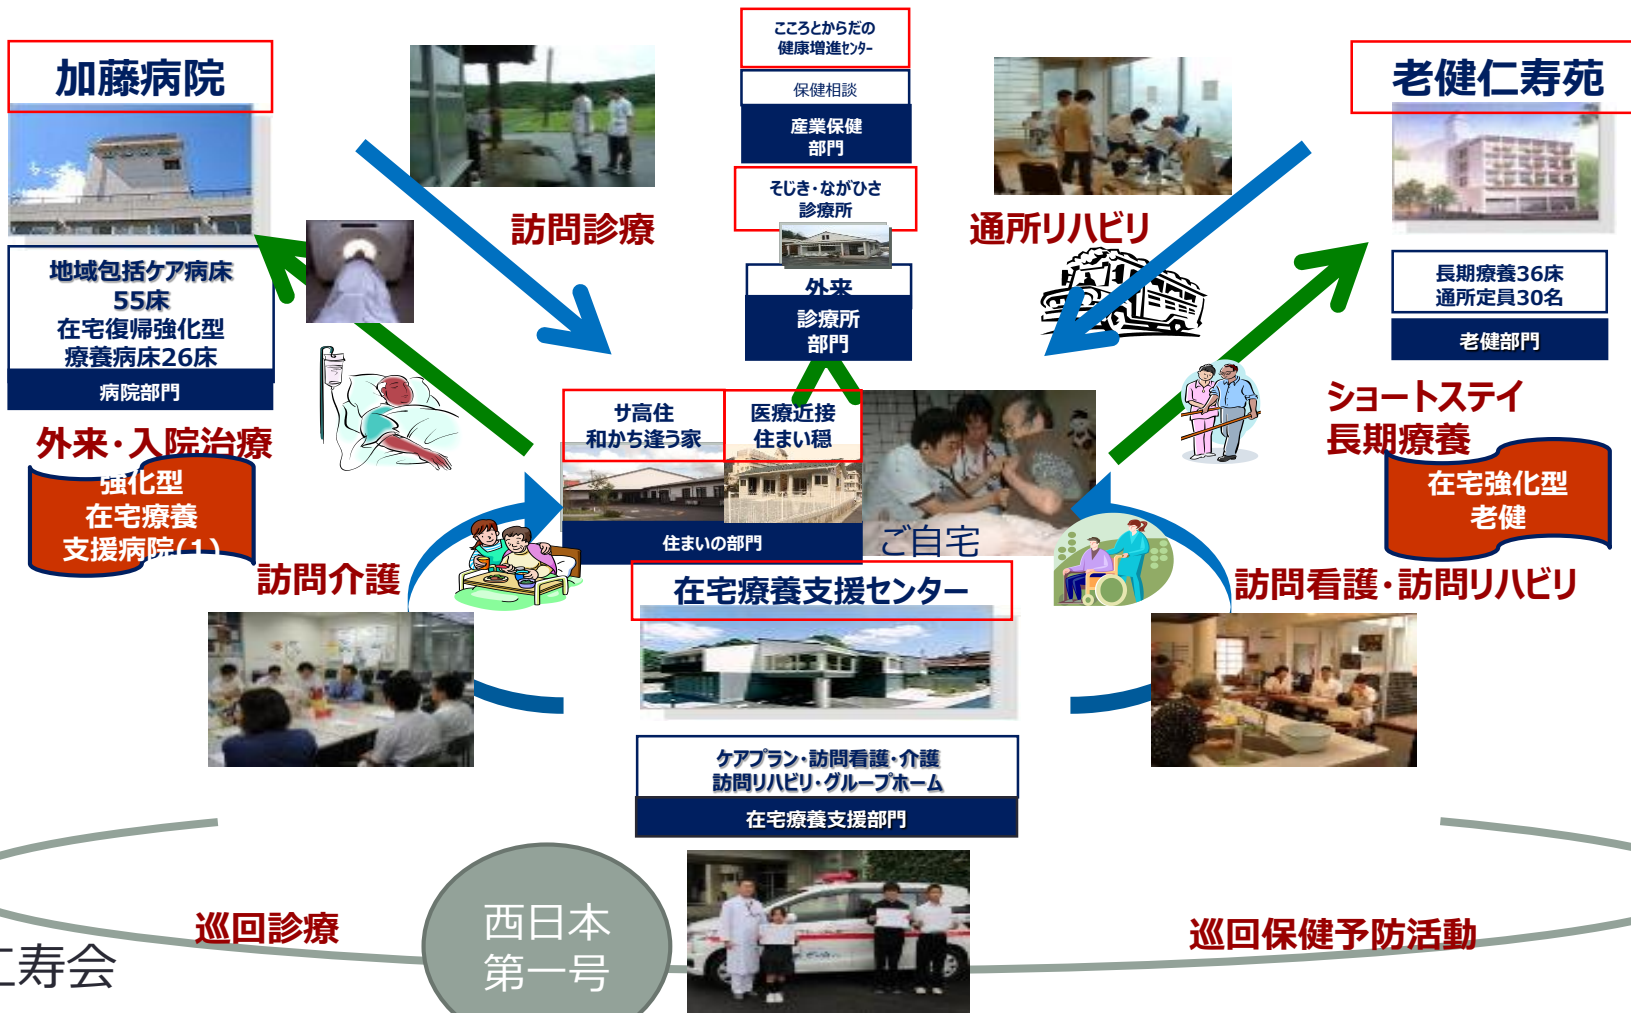 加藤病院
地域包括ケア病床
55床
在宅復帰強化型
療養病床26床
病院部門
外来・入院治療
強化型
在宅療養
支援病院(1)
訪問診療
こころとからだの
健康増進センター
保健相談
産業保健
部門
そじき・ながひさ
診療所
外来
診療所
部門
通所リハビリ
老健仁寿苑
長期療養36床
通所定員30名
老健部門
ショートステイ
長期療養
在宅強化型
老健
サ高住
和かち逢う家
医療近接
住まい穏
住まいの部門
ご自宅
訪問介護
訪問看護・訪問リハビリ
在宅療養支援センター
ケアプラン・訪問看護・介護
訪問リハビリ・グループホーム
在宅療養支援部門
巡回診療
西日本
第一号
巡回保健予防活動
仁寿会